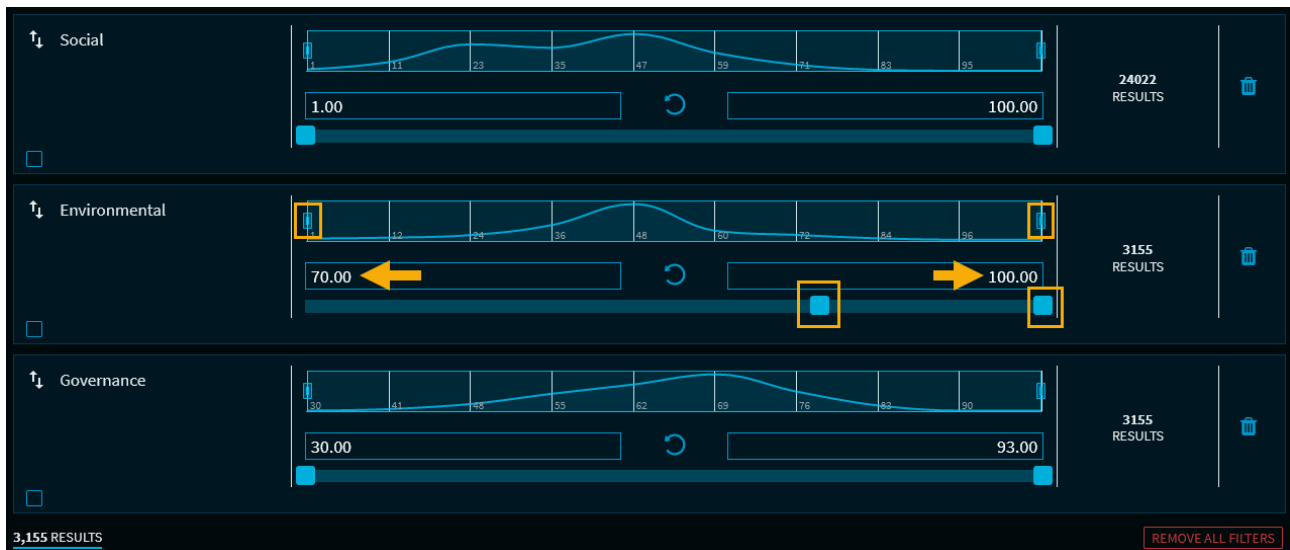 Social
1 11 23 35 47 59 71 83 95
1.00 100.00
24022
RESULTS
Environmental
1 12 24 36 48 60 72 84 96
70.00 100.00
3155
RESULTS
Governance
30 41 48 55 62 69 76 83 90
30.00 93.00
3155
RESULTS
3,155 RESULTS REMOVE ALL FILTERS